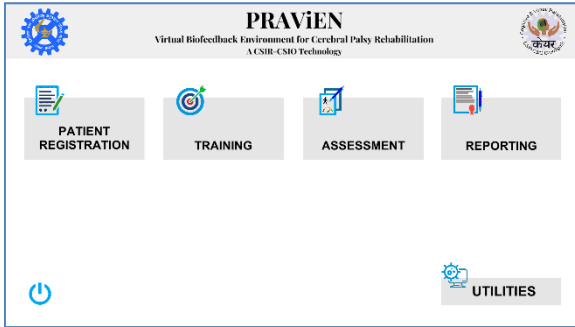 PRAViEN
Virtual Biofeedback Environment for Cerebral Palsy Rehabilitation
A CSIR-CSIO Technology
केयर
PATIENT
REGISTRATION
TRAINING
ASSESSMENT
REPORTING
UTILITIES